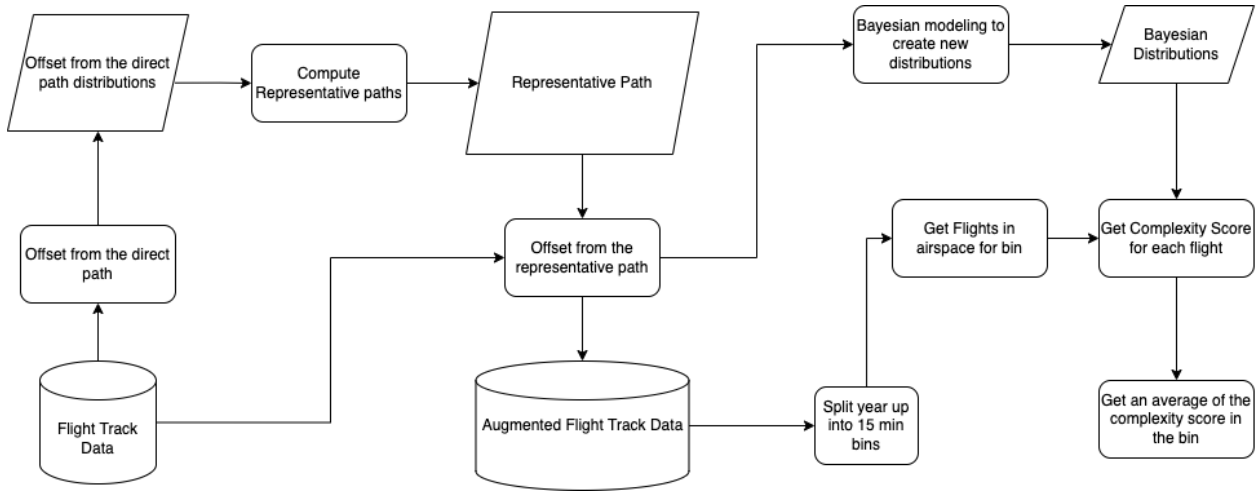 Offset from the direct
path distributions
Compute
Representative paths
Representative Path
Bayesian modeling to
create new
distributions
Bayesian
Distributions
Offset from the direct
path
Offset from the
representative path
Get Flights in
airspace for bin
Get Complexity Score
for each flight
Flight Track
Data
Augmented Flight Track Data
Split year up
into 15 min
bins
Get an average of the
complexity score in
the bin